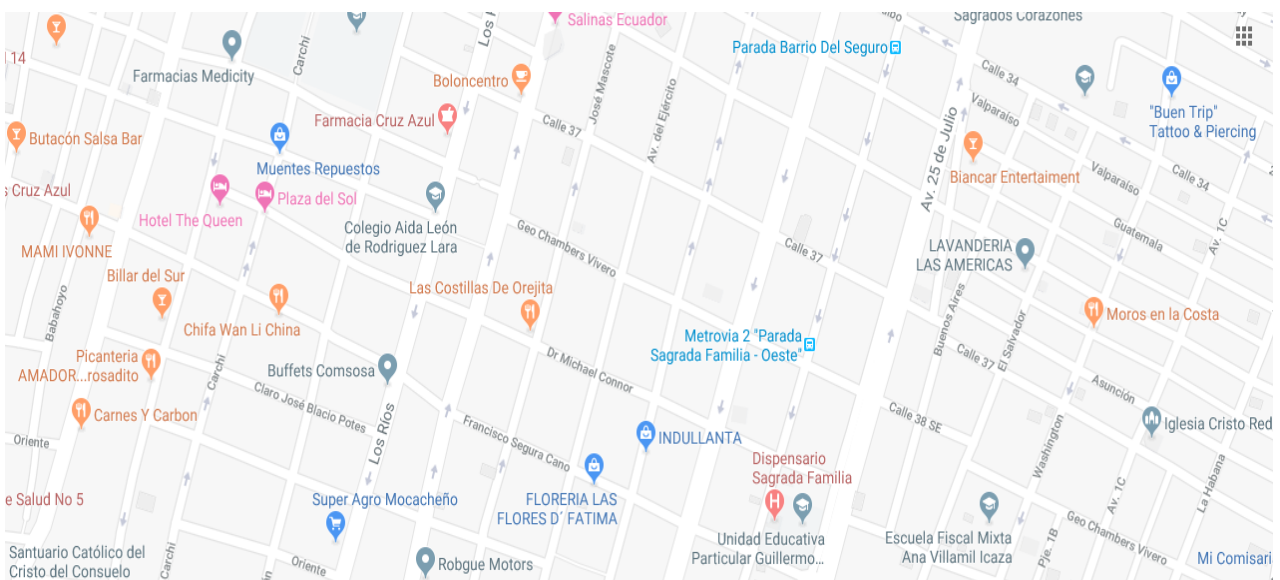 Salinas Ecuador
Sagrados Corazones
Los
Parada Barrio Del Seguro
Calle 34
14
Farmacias Medicity
Carchi
Boloncentro
José Mascote
Av. del Ejército
Valparaíso
"Buen Trip"
Tattoo & Piercing
Farmacia Cruz Azul
Calle 37
Av. 25 de Julio
Butacón Salsa Bar
Muentes Repuestos
Biancar Entertaiment
Valparaíso
Calle 34
Cruz Azul
Plaza del Sol
Hotel The Queen
Colegio Aida León
de Rodriguez Lara
Geo Chambers Vivero
Calle 37
Guatemala
Av. 1C
MAMI IVONNE
LAVANDERIA
LAS AMERICAS
Billar del Sur
Las Costillas De Orejita
Babahoyo
Chifa Wan Li China
Metrovia 2 "Parada
Sagrada Familia - Oeste"
Buenos Aires
El Salvador
Moros en la Costa
Picanteria
AMADOR...rosadito
Carchi
Buffets Comsosa
Dr Michael Connor
Calle 37
Asunción
Claro José Blacio Potes
Carnes Y Carbon
Los Ríos
Francisco Segura Cano
INDULLANTA
Calle 38 SE
Washington
Iglesia Cristo Red
Oriente
Dispensario
Sagrada Familia
La Habana
e Salud No 5
Super Agro Mocacheño
FLORERIA LAS
FLORES D´ FATIMA
Av. 1C
Unidad Educativa
Particular Guillermo...
Escuela Fiscal Mixta
Ana Villamil Icaza
Pje. 1B
Geo Chambers Vivero
Santuario Católico del
Cristo del Consuelo
Carchi
Oriente
Robgue Motors
Mi Comisari